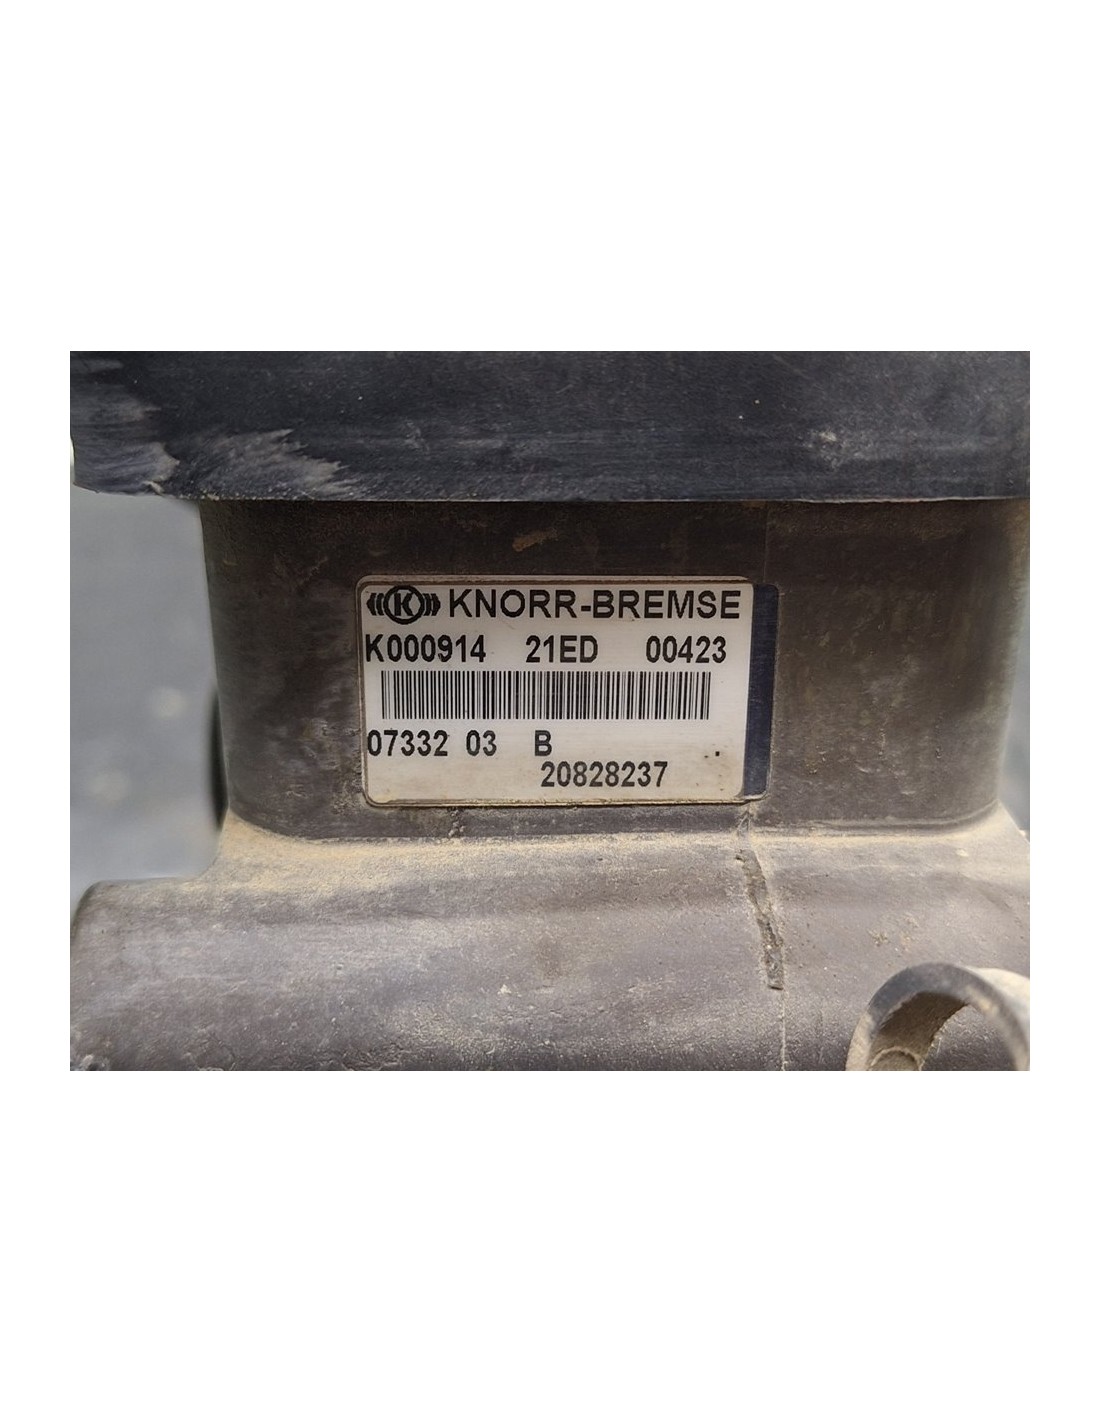 K KNORR-BREMSE
K000914 21ED 00423
07332 03 B
20828237